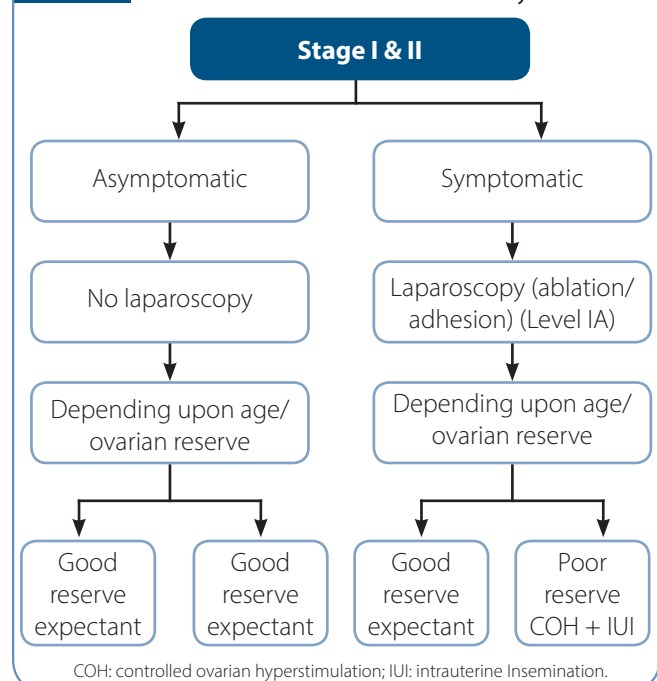 Stage I & II
Asymptomatic
Symptomatic
No laparoscopy
Laparoscopy (ablation/
adhesion) (Level IA)
Depending upon age/
ovarian reserve
Depending upon age/
ovarian reserve
Good
reserve
expectant
Good
reserve
expectant
Good
reserve
expectant
Poor
reserve
COH + IUI
COH: controlled ovarian hyperstimulation; IUI: intrauterine Insemination.